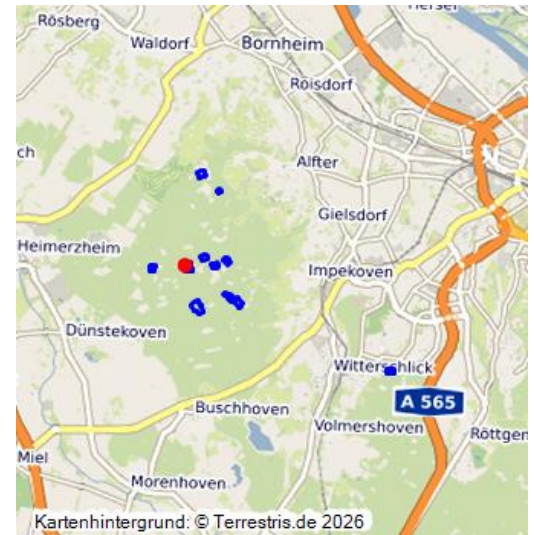 Rösberg
Waldorf
Bornheim
Roisdorf
Alfter
Gielsdorf
Heimerzheim
Impekoven
Dünstekoven
Witterschlick
A 565
Buschhoven
Volmershoven
Röttgen
Miel
Morenhoven
Kartenhintergrund: © Terrestris.de 2026